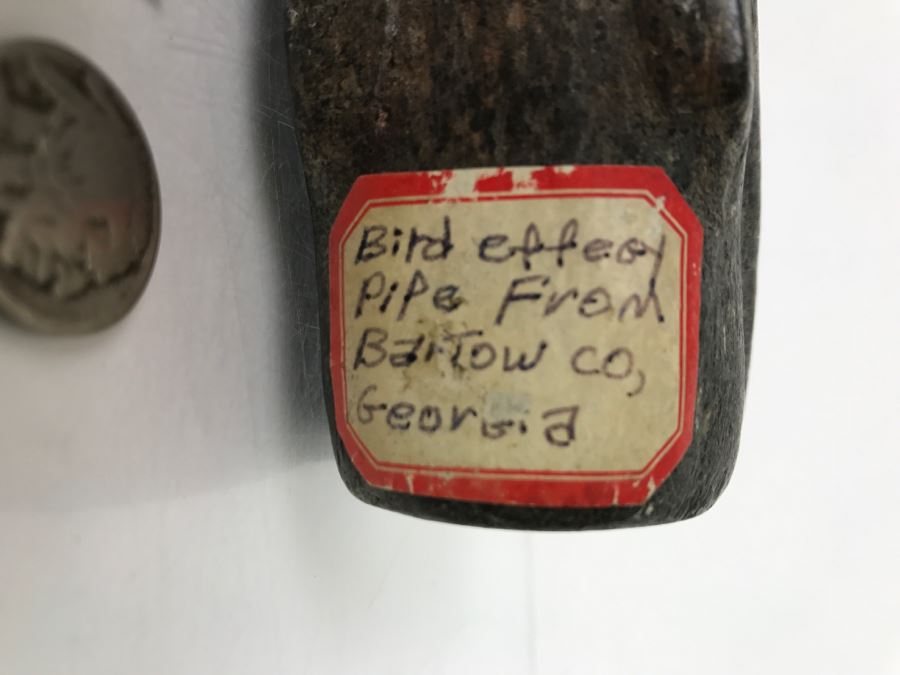 Bird effegy
Pipe From
Bartow co,
Georgia